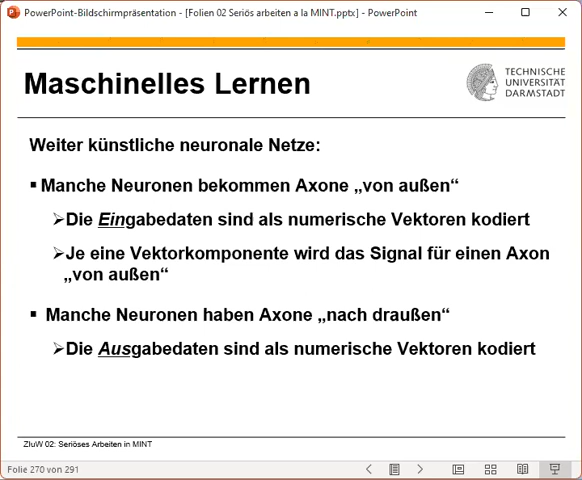 PowerPoint-Bildschirmpräsentation - [Folien 02 Seriös arbeiten a la MINT.pptx] - PowerPoint
Maschinelles Lernen
TECHNISCHE
UNIVERSITÄT
DARMSTADT
Weiter künstliche neuronale Netze:
▪ Manche Neuronen bekommen Axone „von außen“
➢Die Eingabedaten sind als numerische Vektoren kodiert
➢Je eine Vektorkomponente wird das Signal für einen Axon
„von außen“
▪ Manche Neuronen haben Axone „nach draußen“
➢Die Ausgabedaten sind als numerische Vektoren kodiert
ZIuW 02: Seriöses Arbeiten in MINT
Folie 270 von 291